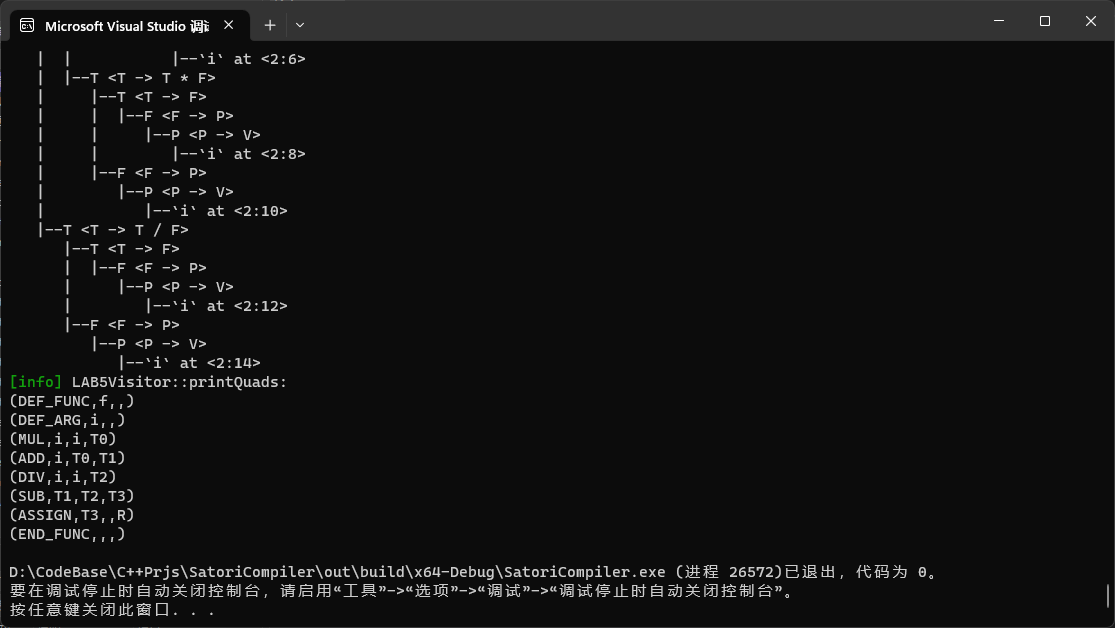 Microsoft Visual Studio 调试
|  |           |--`i` at <2:6>
|  |--T <T -> T * F>
|     |--T <T -> F>
|     |  |--F <F -> P>
|     |     |--P <P -> V>
|     |        |--`i` at <2:8>
|     |--F <F -> P>
|        |--P <P -> V>
|           |--`i` at <2:10>
|--T <T -> T / F>
   |--T <T -> F>
   |  |--F <F -> P>
   |     |--P <P -> V>
   |        |--`i` at <2:12>
   |--F <F -> P>
      |--P <P -> V>
         |--`i` at <2:14>
[info] LAB5Visitor::printQuads:
(DEF_FUNC,f,,)
(DEF_ARG,i,,)
(MUL,i,i,T0)
(ADD,i,T0,T1)
(DIV,i,i,T2)
(SUB,T1,T2,T3)
(ASSIGN,T3,,R)
(END_FUNC,,,)
D:\CodeBase\C++Prjs\SatoriCompiler\out\build\x64-Debug\SatoriCompiler.exe (进程 26572)已退出，代码为 0。
要在调试停止时自动关闭控制台，请启用“工具”->“选项”->“调试”->“调试停止时自动关闭控制台”。
按任意键关闭此窗口. . .